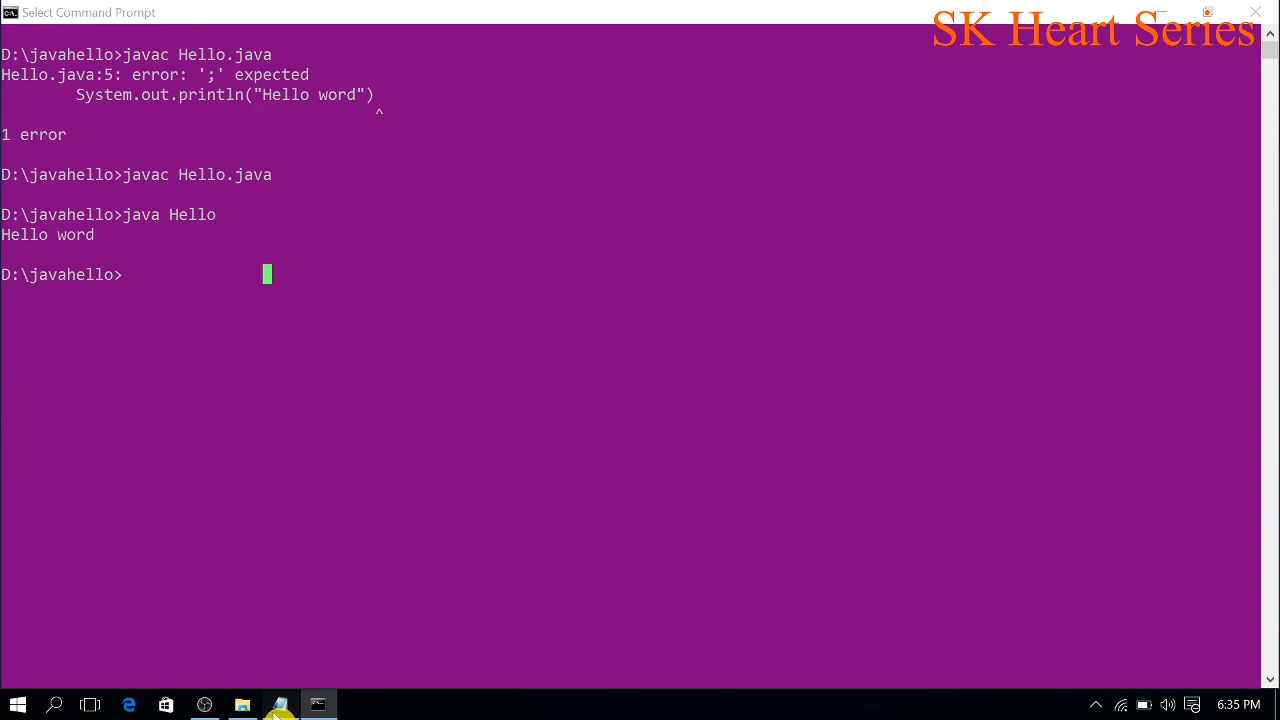 Select Command Prompt
SK Heart Series
D:\javahello>javac Hello.java
Hello.java:5: error: ';' expected
        System.out.println("Hello word")
                                        ^
1 error
D:\javahello>javac Hello.java
D:\javahello>java Hello
Hello word
D:\javahello>
6:35 PM